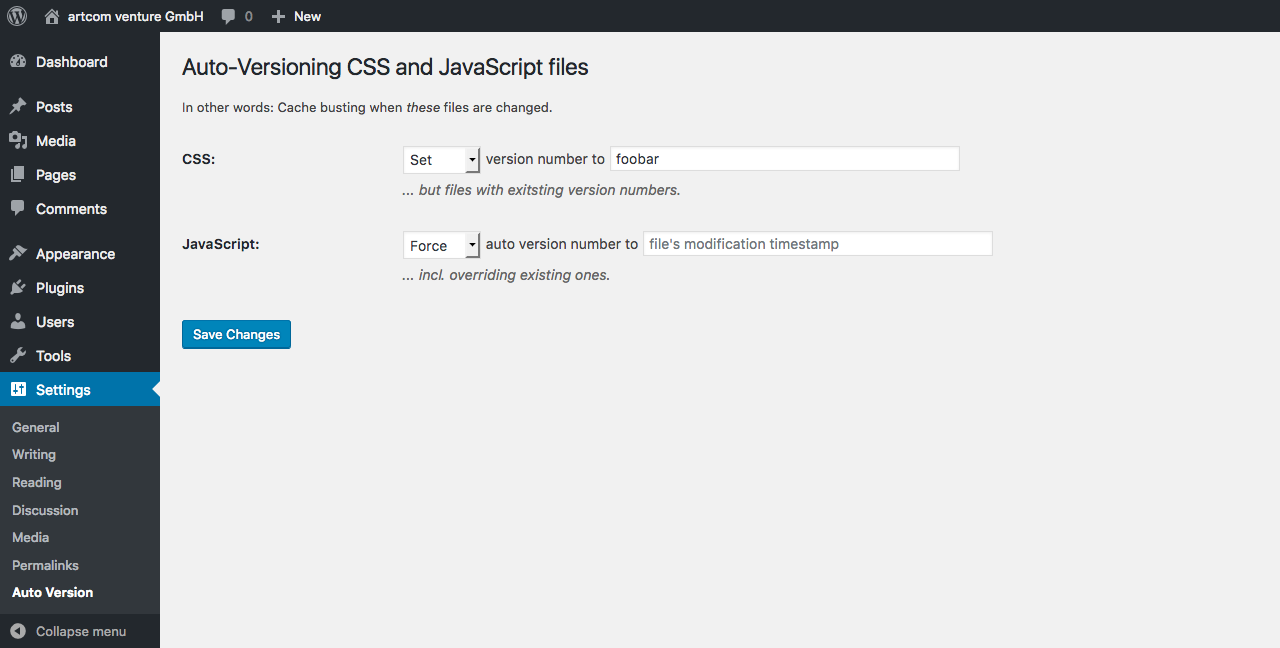 artcom venture GmbH 0 New
Dashboard
Posts
Media
Pages
Comments
Appearance
Plugins
Users
Tools
Settings
General
Writing
Reading
Discussion
Media
Permalinks
Auto Version
Collapse menu
Auto-Versioning CSS and JavaScript files
In other words: Cache busting when these files are changed.
CSS: Set version number to foobar
... but files with exitsting version numbers.
JavaScript: Force auto version number to file's modification timestamp
... incl. overriding existing ones.
Save Changes